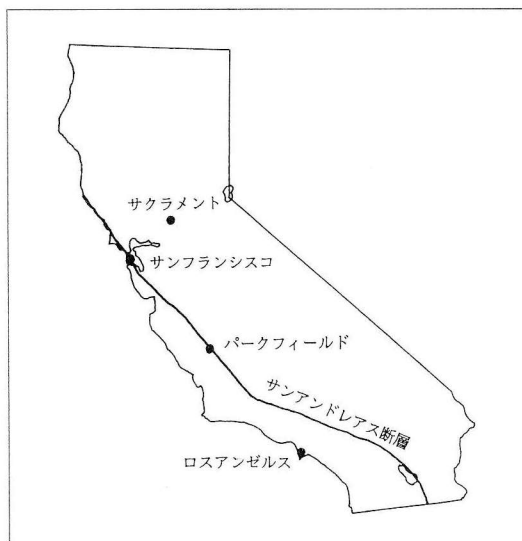 サクラメント
サンフランシスコ
パークフィールド
サンアンドレアス断層
ロスアンゼルス